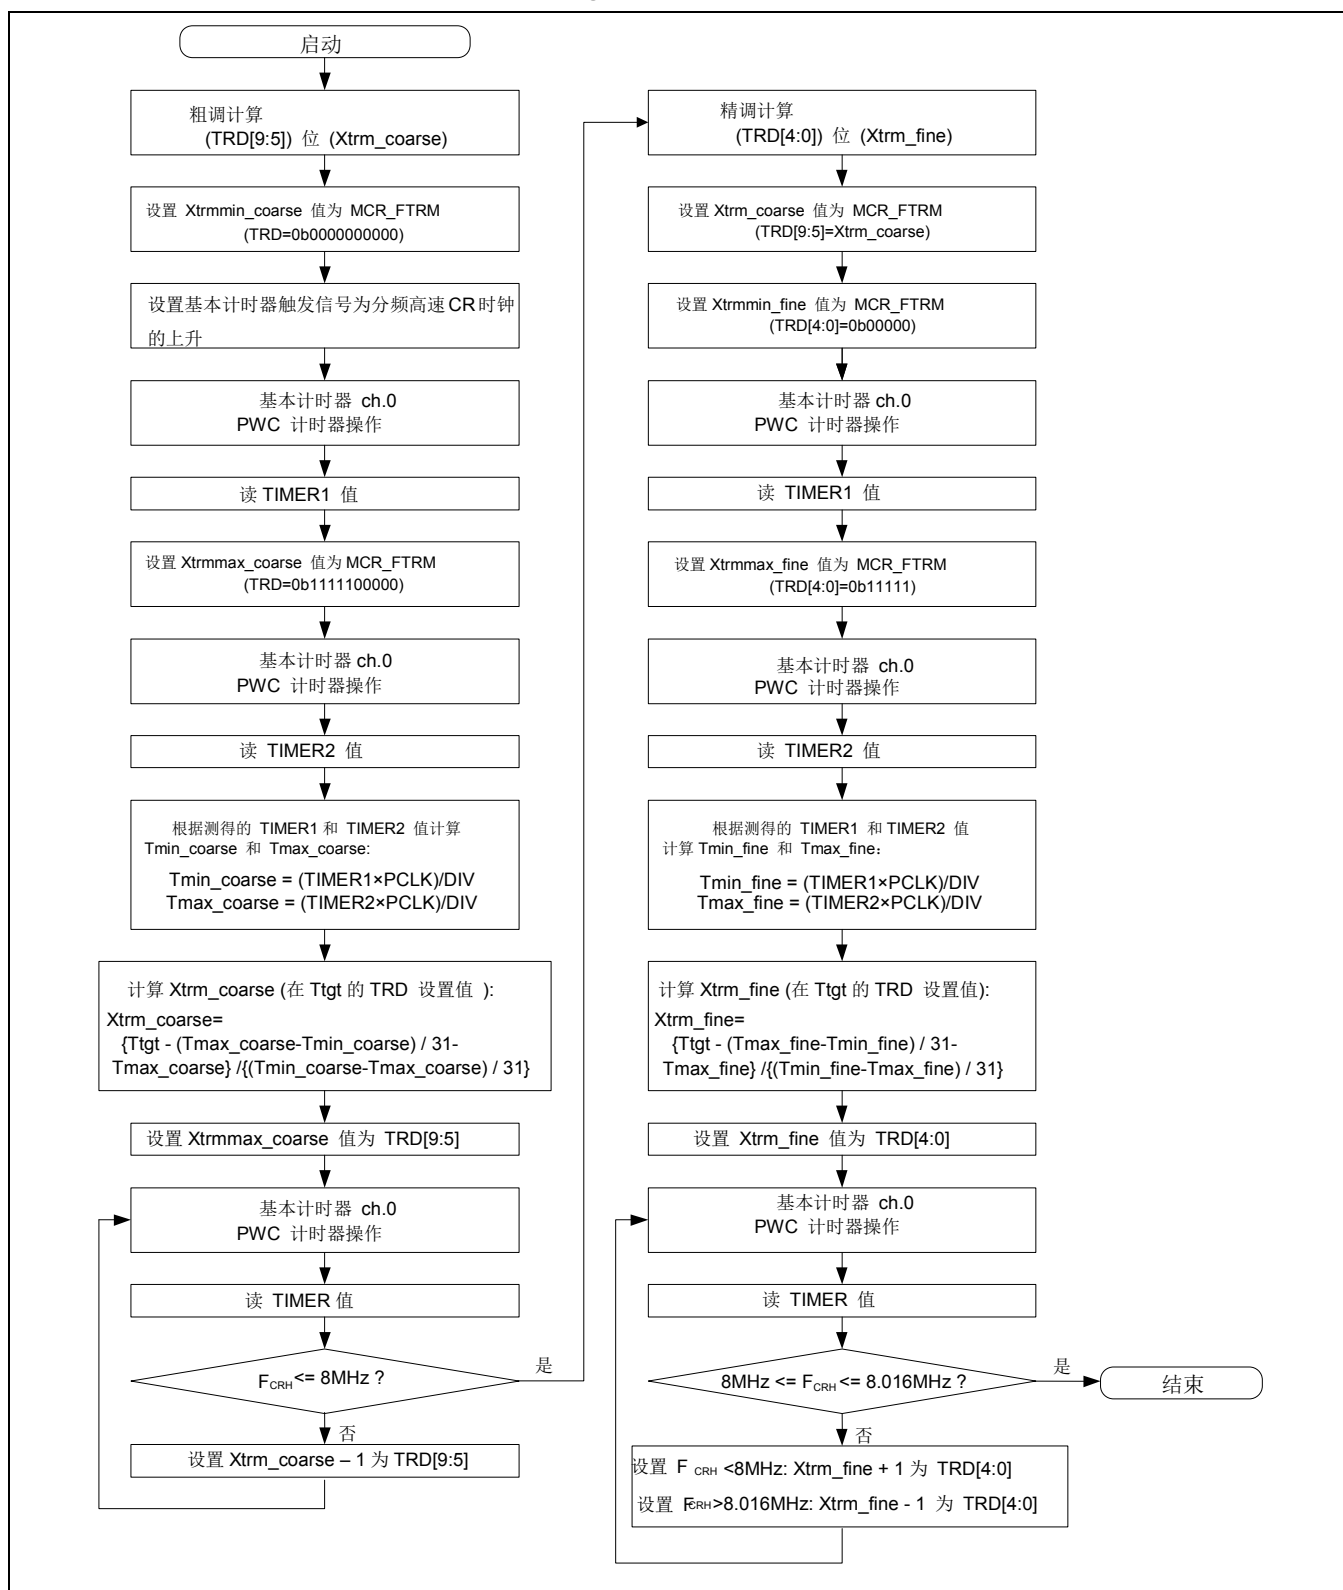 启动
粗调计算
(TRD[9:5]) 位 (Xtrm_coarse)
设置 Xtrmmin_coarse 值为 MCR_FTRM
(TRD=0b0000000000)
设置基本计时器触发信号为分频高速CR时钟
的上升
基本计时器 ch.0
PWC 计时器操作
读 TIMER1 值
设置 Xtrmmax_coarse 值为MCR_FTRM
(TRD=0b1111100000)
基本计时器 ch.0
PWC 计时器操作
读 TIMER2 值
根据测得的 TIMER1 和 TIMER2 值计算
Tmin_coarse 和 Tmax_coarse:
Tmin_coarse = (TIMER1×PCLK)/DIV
Tmax_coarse = (TIMER2×PCLK)/DIV
计算 Xtrm_coarse (在 Ttgt 的 TRD 设置值 ):
Xtrm_coarse=
{Ttgt - (Tmax_coarse-Tmin_coarse) / 31-
Tmax_coarse} /{(Tmin_coarse-Tmax_coarse) / 31}
设置 Xtrmmax_coarse 值为 TRD[9:5]
基本计时器 ch.0
PWC 计时器操作
读 TIMER 值
FCRH<= 8MHz ?
是
否
设置 Xtrm_coarse – 1 为 TRD[9:5]
精调计算
(TRD[4:0]) 位 (Xtrm_fine)
设置 Xtrm_coarse 值为 MCR_FTRM
(TRD[9:5]=Xtrm_coarse)
设置 Xtrmmin_fine 值为 MCR_FTRM
(TRD[4:0]=0b00000)
基本计时器 ch.0
PWC 计时器操作
读 TIMER1 值
设置 Xtrmmax_fine 值为 MCR_FTRM
(TRD[4:0]=0b11111)
基本计时器 ch.0
PWC 计时器操作
读 TIMER2 值
根据测得的 TIMER1 和 TIMER2 值
计算 Tmin_fine 和 Tmax_fine：
Tmin_fine = (TIMER1×PCLK)/DIV
Tmax_fine = (TIMER2×PCLK)/DIV
计算 Xtrm_fine (在 Ttgt 的 TRD 设置值):
Xtrm_fine=
{Ttgt - (Tmax_fine-Tmin_fine) / 31-
Tmax_fine} /{(Tmin_fine-Tmax_fine) / 31}
设置 Xtrm_fine 值为 TRD[4:0]
基本计时器 ch.0
PWC 计时器操作
读 TIMER 值
8MHz <= FCRH <= 8.016MHz ?
是
结束
否
设置 F CRH <8MHz: Xtrm_fine + 1 为 TRD[4:0]
设置 FCRH>8.016MHz: Xtrm_fine - 1 为 TRD[4:0]